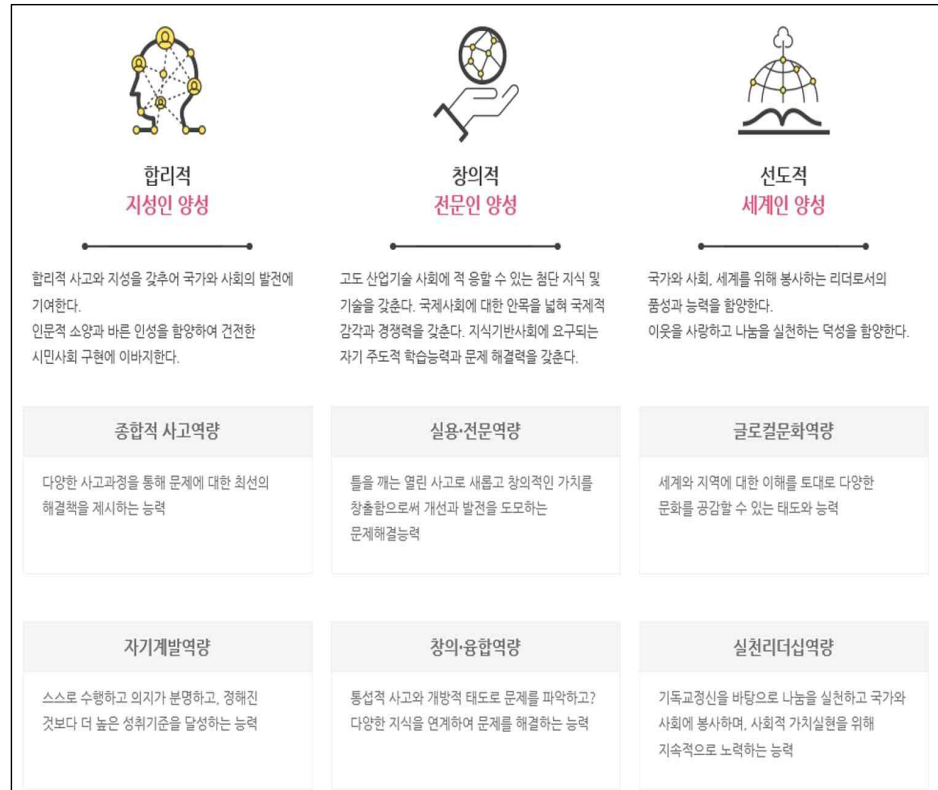 합리적
지성인 양성
합리적 사고와 지성을 갖추어 국가와 사회의 발전에
기여한다.
인문적 소양과 바른 인성을 함양하여 건전한
시민사회 구현에 이바지한다.
창의적
전문인 양성
고도 산업기술 사회에 적 응할 수 있는 첨단 지식 및
기술을 갖춘다. 국제사회에 대한 안목을 넓혀 국제적
감각과 경쟁력을 갖춘다. 지식기반사회에 요구되는
자기 주도적 학습능력과 문제 해결력을 갖춘다.
선도적
세계인 양성
국가와 사회, 세계를 위해 봉사하는 리더로서의
품성과 능력을 함양한다.
이웃을 사랑하고 나눔을 실천하는 덕성을 함양한다.
종합적 사고역량
다양한 사고과정을 통해 문제에 대한 최선의
해결책을 제시하는 능력
실용·전문역량
틀을 깨는 열린 사고로 새롭고 창의적인 가치를
창출함으로써 개선과 발전을 도모하는
문제해결능력
글로컬문화역량
세계와 지역에 대한 이해를 토대로 다양한
문화를 공감할 수 있는 태도와 능력
자기계발역량
스스로 수행하고 의지가 분명하고, 정해진
것보다 더 높은 성취기준을 달성하는 능력
창의·융합역량
통섭적 사고와 개방적 태도로 문제를 파악하고?
다양한 지식을 연계하여 문제를 해결하는 능력
실천리더십역량
기독교정신을 바탕으로 나눔을 실천하고 국가와
사회에 봉사하며, 사회적 가치실현을 위해
지속적으로 노력하는 능력